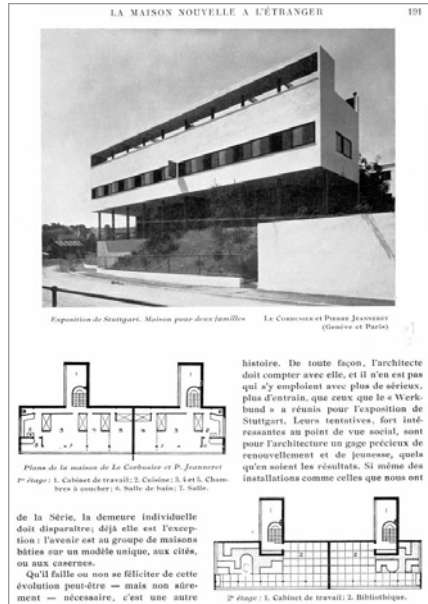 LA MAISON NOUVELLE A L'ÉTRANGER 191
Exposition de Stuttgart. Maison pour deux familles
LE CORBUSIER et PIERRE JEANNERET
(Genève et Paris)
Plans de la maison de Le Corbusier et P. Jeanneret
1er étage : 1. Cabinet de travail; 2. Cuisine; 3, 4 et 5. Cham-
bres à coucher; 6. Salle de bain; 7. Salle.
de la Série, la demeure individuelle
doit disparaître; déjà elle est l'excep-
tion : l'avenir est au groupe de maisons
bâties sur un modèle unique, aux cités,
ou aux casernes.
Qu'il faille ou non se féliciter de cette
évolution peut-être — mais non sûre-
ment — nécessaire, c'est une autre
histoire. De toute façon, l'architecte
doit compter avec elle, et il n'en est pas
qui s'y emploient avec plus de sérieux,
plus d'entrain, que ceux que le « Werk-
bund » a réunis pour l'exposition de
Stuttgart. Leurs tentatives, fort inté-
ressantes au point de vue social, sont
pour l'architecture un gage précieux de
renouvellement et de jeunesse, quels
qu'en soient les résultats. Si même des
installations comme celles que nous ont
2e étage : 1. Cabinet de travail; 2. Bibliothèque.